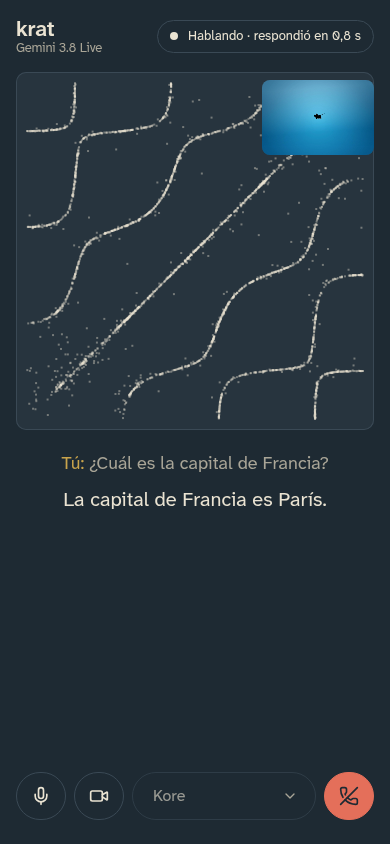 krat
Gemini 3.8 Live
Hablando · respondió en 0,8 s
Tú: ¿Cuál es la capital de Francia?
La capital de Francia es París.
Kore